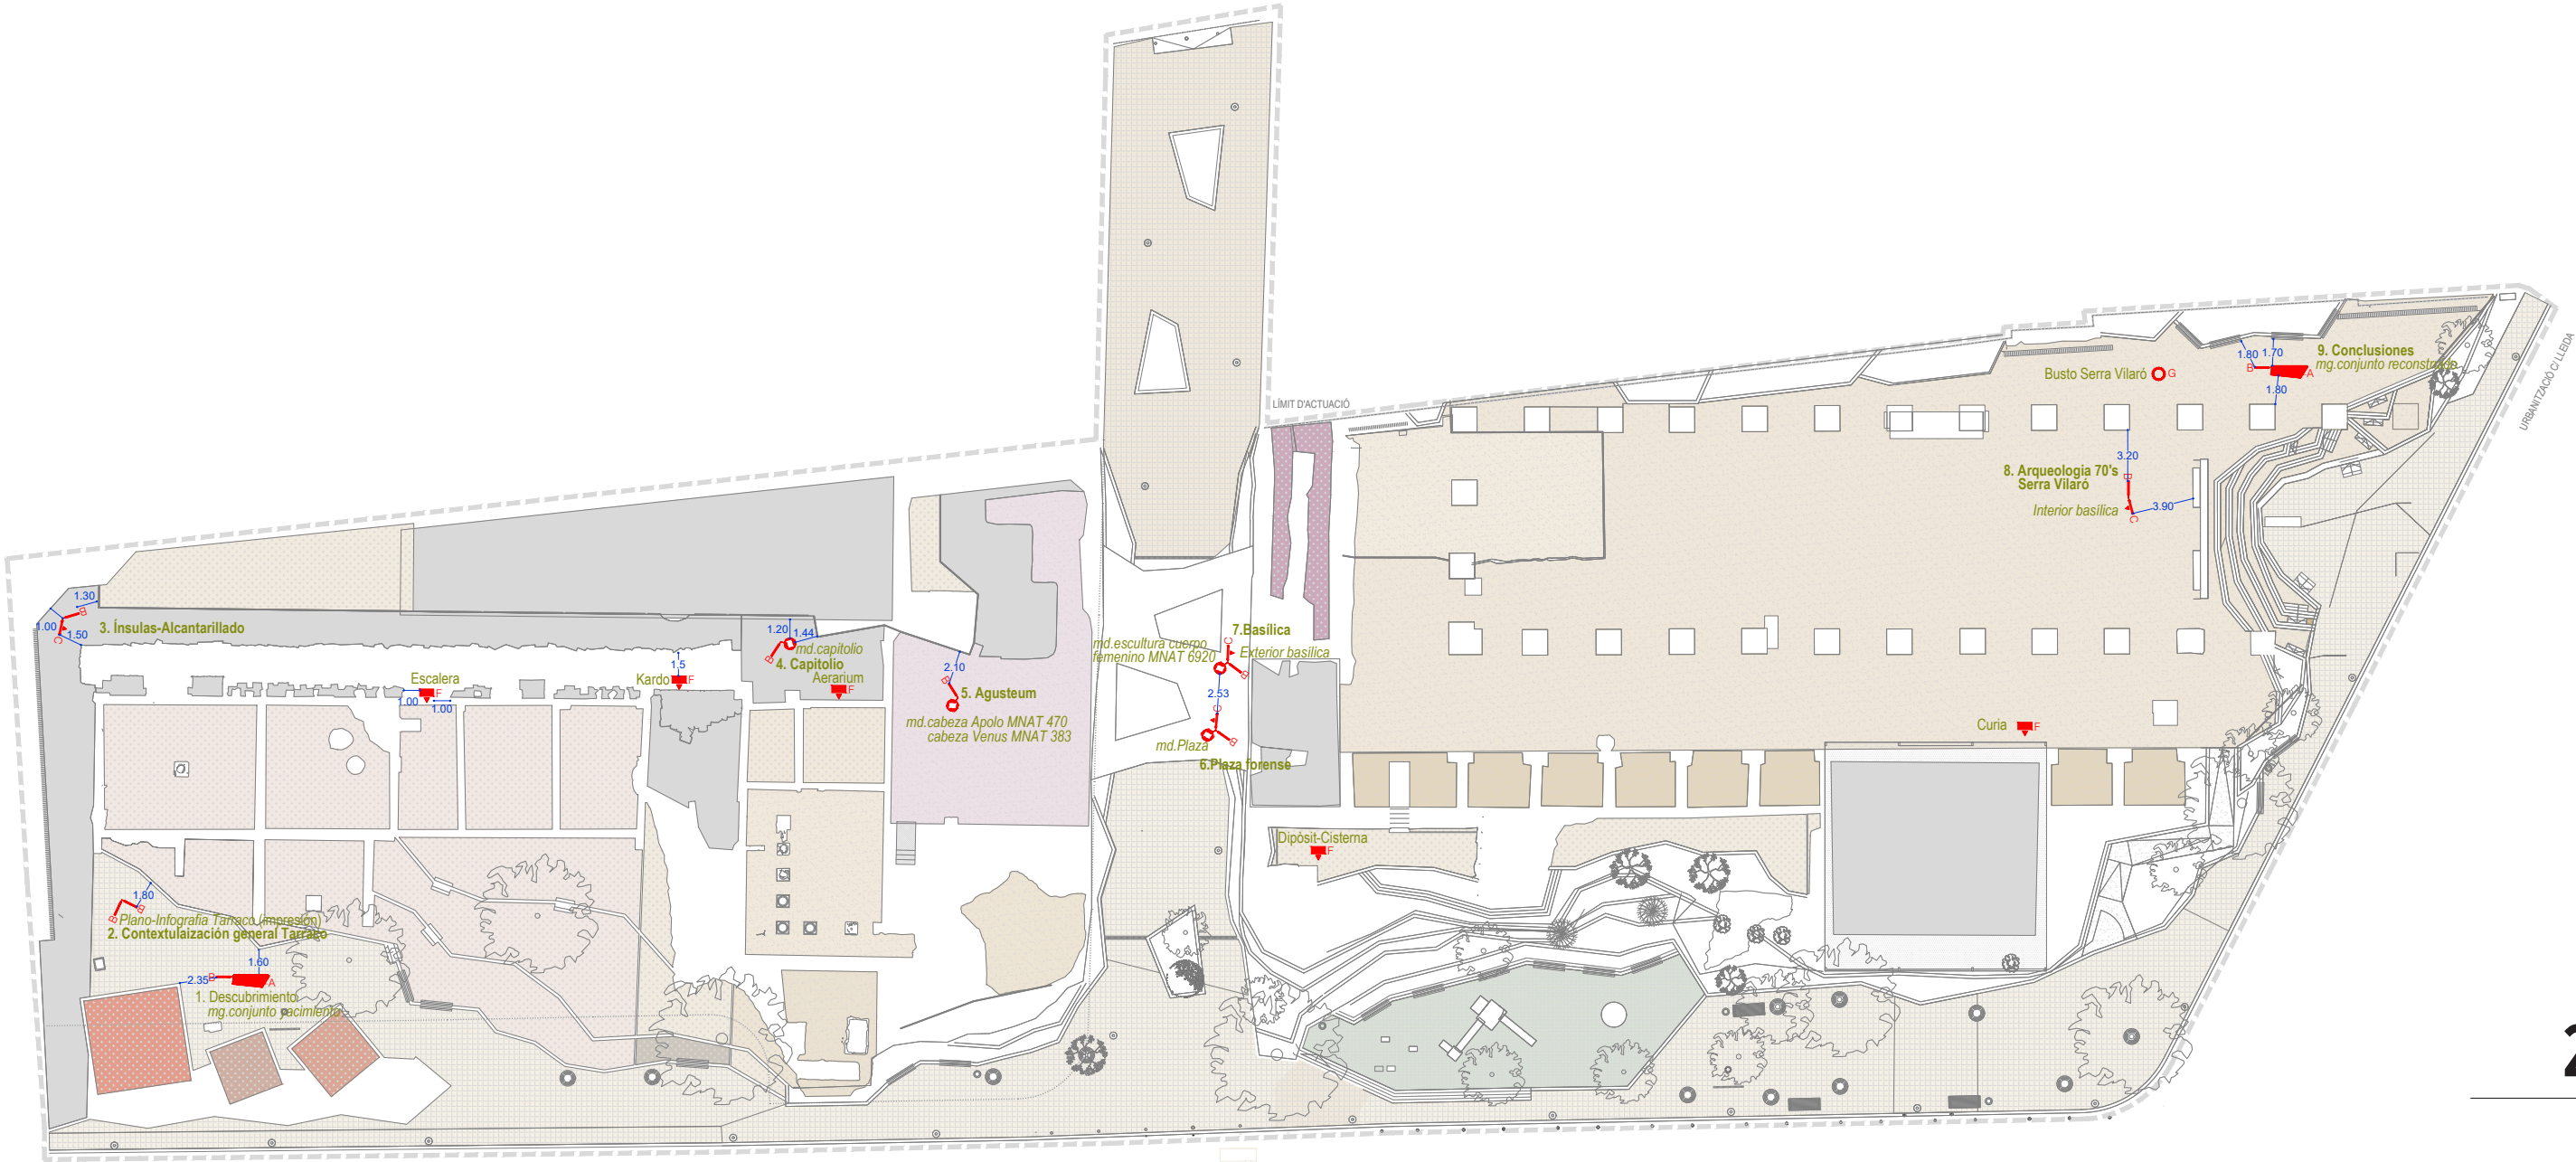 LÍMIT D'ACTUACIÓ
URBANITZACIÓ C/ LLEIDA
1.80
1.70
9. Conclusiones
mg.conjunto reconstruido
B
A
1.80
Busto Serra Vilaró
G
3.20
8. Arqueologia 70's
Serra Vilaró
B
Interior basílica
3.90
C
1.30
B
1.00
C
1.50
3. Ínsulas-Alcantarillado
1.20
1.44
B
md.capitolio
4. Capitolio
Aerarium
F
1.5
Kardo
F
Escalera
F
1.00
1.00
2.10
B
5. Agusteum
md.cabeza Apolo MNAT 470
cabeza Venus MNAT 383
7.Basílica
md.escultura cuerpo
femenino MNAT 6920
C
Exterior basilica
B
2.53
C
B
md.Plaza
6.Plaza forense
Curia
F
Dipòsit-Cisterna
F
1.80
B
B
Plano-Infografia Tarraco (impresión)
2. Contextulaización general Tarraco
1.60
2.35
B
A
1. Descubrimiento
mg.conjunto yacimiento